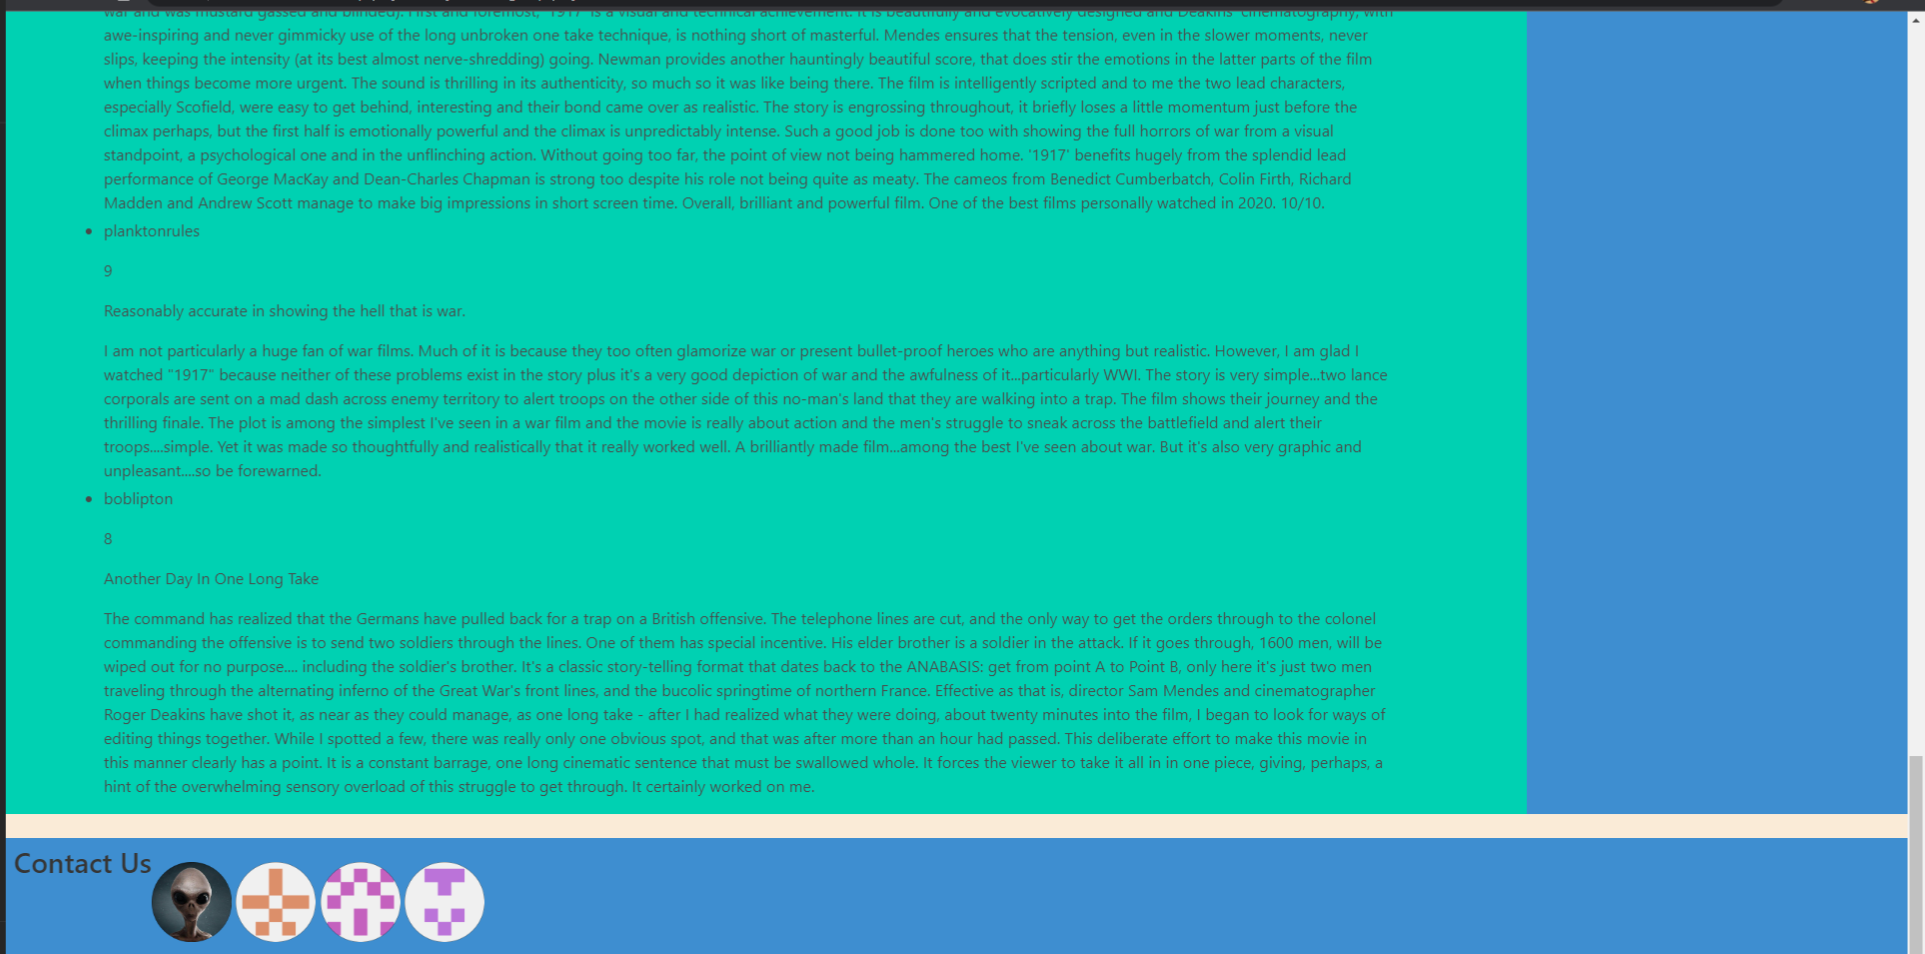 war and was mustard gassed and blinded). First and foremost, '1917' is a visual and technical achievement. It is beautifully and evocatively designed and Deakins' cinematography, with
awe-inspiring and never gimmicky use of the long unbroken one take technique, is nothing short of masterful. Mendes ensures that the tension, even in the slower moments, never
slips, keeping the intensity (at its best almost nerve-shredding) going. Newman provides another hauntingly beautiful score, that does stir the emotions in the latter parts of the film
when things become more urgent. The sound is thrilling in its authenticity, so much so it was like being there. The film is intelligently scripted and to me the two lead characters,
especially Scofield, were easy to get behind, interesting and their bond came over as realistic. The story is engrossing throughout, it briefly loses a little momentum just before the
climax perhaps, but the first half is emotionally powerful and the climax is unpredictably intense. Such a good job is done too with showing the full horrors of war from a visual
standpoint, a psychological one and in the unflinching action. Without going too far, the point of view not being hammered home. '1917' benefits hugely from the splendid lead
performance of George MacKay and Dean-Charles Chapman is strong too despite his role not being quite as meaty. The cameos from Benedict Cumberbatch, Colin Firth, Richard
Madden and Andrew Scott manage to make big impressions in short screen time. Overall, brilliant and powerful film. One of the best films personally watched in 2020. 10/10.
• planktonrules
9
Reasonably accurate in showing the hell that is war.
I am not particularly a huge fan of war films. Much of it is because they too often glamorize war or present bullet-proof heroes who are anything but realistic. However, I am glad I
watched "1917" because neither of these problems exist in the story plus it's a very good depiction of war and the awfulness of it...particularly WWI. The story is very simple...two lance
corporals are sent on a mad dash across enemy territory to alert troops on the other side of this no-man's land that they are walking into a trap. The film shows their journey and the
thrilling finale. The plot is among the simplest I've seen in a war film and the movie is really about action and the men's struggle to sneak across the battlefield and alert their
troops....simple. Yet it was made so thoughtfully and realistically that it really worked well. A brilliantly made film...among the best I've seen about war. But it's also very graphic and
unpleasant....so be forewarned.
• boblipton
8
Another Day In One Long Take
The command has realized that the Germans have pulled back for a trap on a British offensive. The telephone lines are cut, and the only way to get the orders through to the colonel
commanding the offensive is to send two soldiers through the lines. One of them has special incentive. His elder brother is a soldier in the attack. If it goes through, 1600 men, will be
wiped out for no purpose.... including the soldier's brother. It's a classic story-telling format that dates back to the ANABASIS: get from point A to Point B, only here it's just two men
traveling through the alternating inferno of the Great War's front lines, and the bucolic springtime of northern France. Effective as that is, director Sam Mendes and cinematographer
Roger Deakins have shot it, as near as they could manage, as one long take - after I had realized what they were doing, about twenty minutes into the film, I began to look for ways of
editing things together. While I spotted a few, there was really only one obvious spot, and that was after more than an hour had passed. This deliberate effort to make this movie in
this manner clearly has a point. It is a constant barrage, one long cinematic sentence that must be swallowed whole. It forces the viewer to take it all in in one piece, giving, perhaps, a
hint of the overwhelming sensory overload of this struggle to get through. It certainly worked on me.
Contact Us